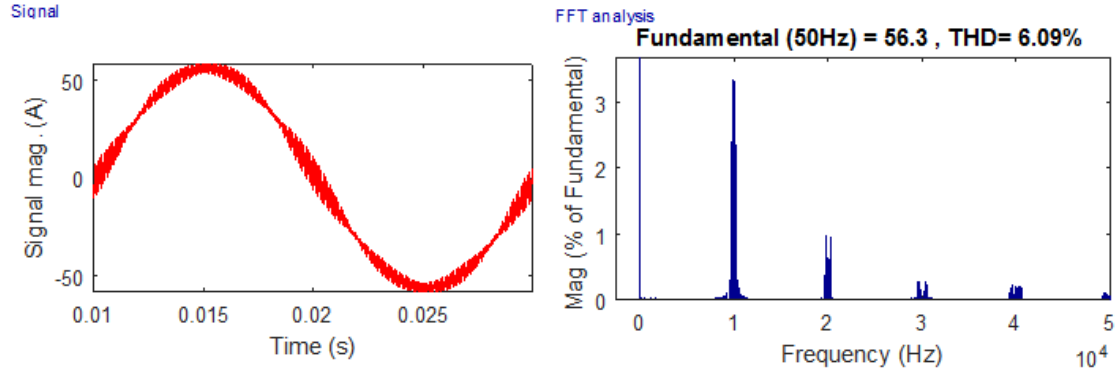 Signal
Signal mag . (A)
50
0
-50
0.01
0.015
0.02
0.025
Time (s)
FFT analysis
Fundamental (50Hz) = 56.3 , THD= 6.09%
Mag (% of Fundamental)
3
2
1
0
0
1
2
3
4
5
10^4
Frequency (Hz)